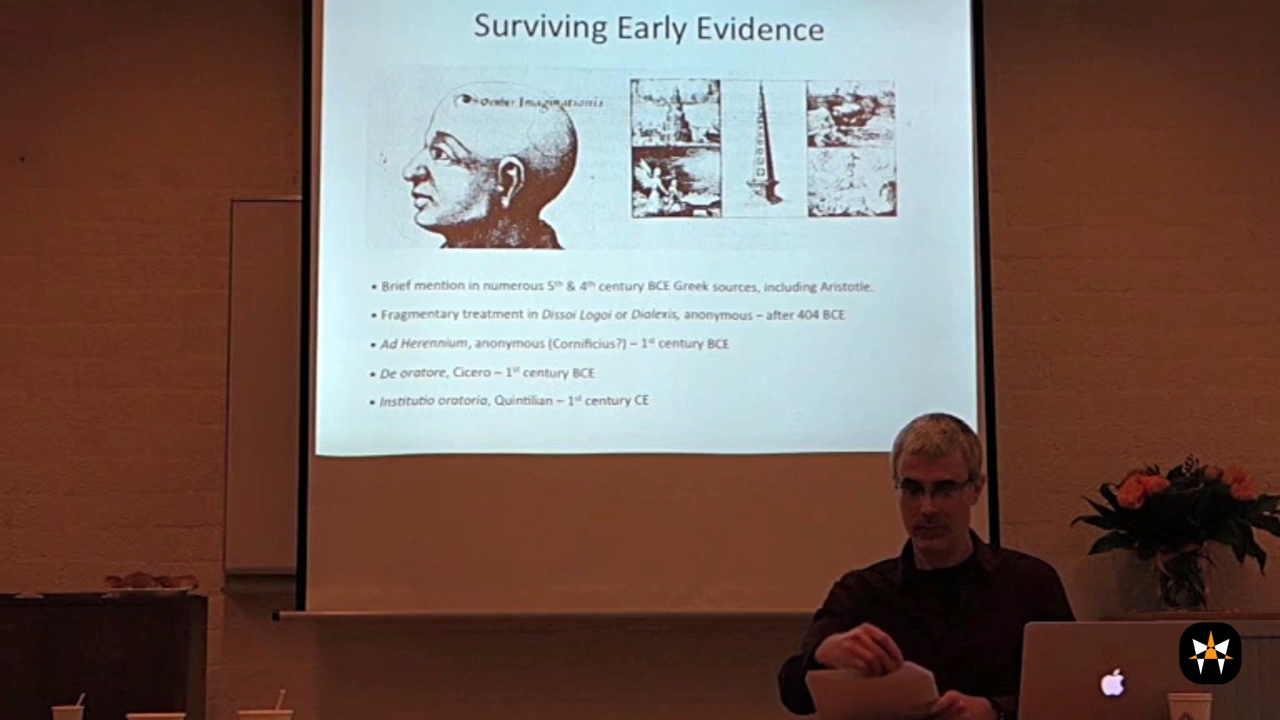 Surviving Early Evidence
Oculus Imaginationis
• Brief mention in numerous 5th & 4th century BCE Greek sources, including Aristotle.
• Fragmentary treatment in Dissoi Logoi or Dialexis, anonymous – after 404 BCE
• Ad Herennium, anonymous (Cornificius?) – 1st century BCE
• De oratore, Cicero – 1st century BCE
• Institutio oratoria, Quintilian – 1st century CE